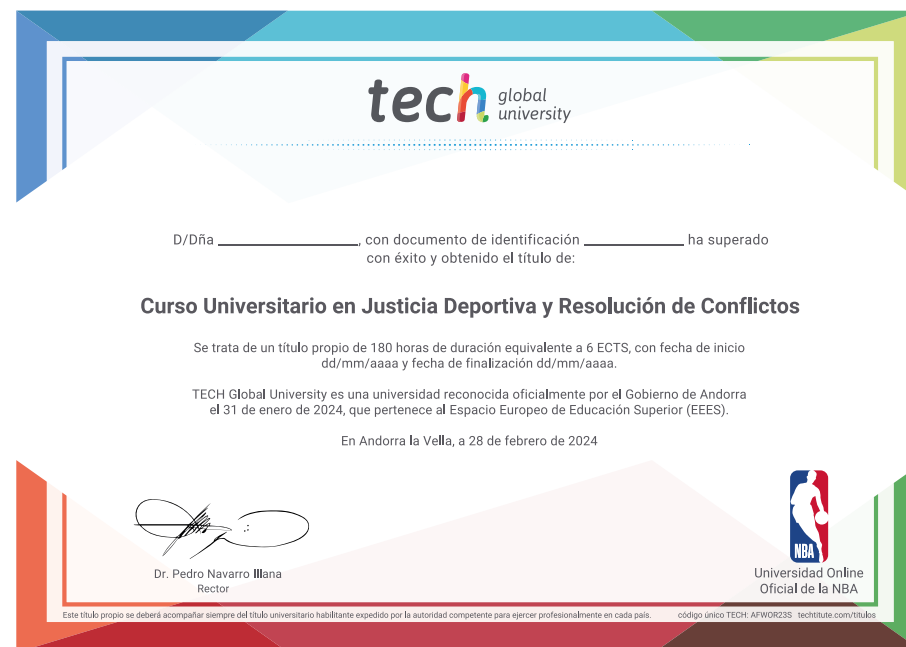 tech global university
D/Dña ____________________, con documento de identificación ______________ ha superado
con éxito y obtenido el título de:
Curso Universitario en Justicia Deportiva y Resolución de Conflictos
Se trata de un título propio de 180 horas de duración equivalente a 6 ECTS, con fecha de inicio
dd/mm/aaaa y fecha de finalización dd/mm/aaaa.
TECH Global University es una universidad reconocida oficialmente por el Gobierno de Andorra
el 31 de enero de 2024, que pertenece al Espacio Europeo de Educación Superior (EEES).
En Andorra la Vella, a 28 de febrero de 2024
Dr. Pedro Navarro Illana
Rector
NBA
Universidad Online
Oficial de la NBA
Este título propio se deberá acompañar siempre del título universitario habilitante expedido por la autoridad competente para ejercer profesionalmente en cada país.
código único TECH: AFWOR23S techtitute.com/titulos